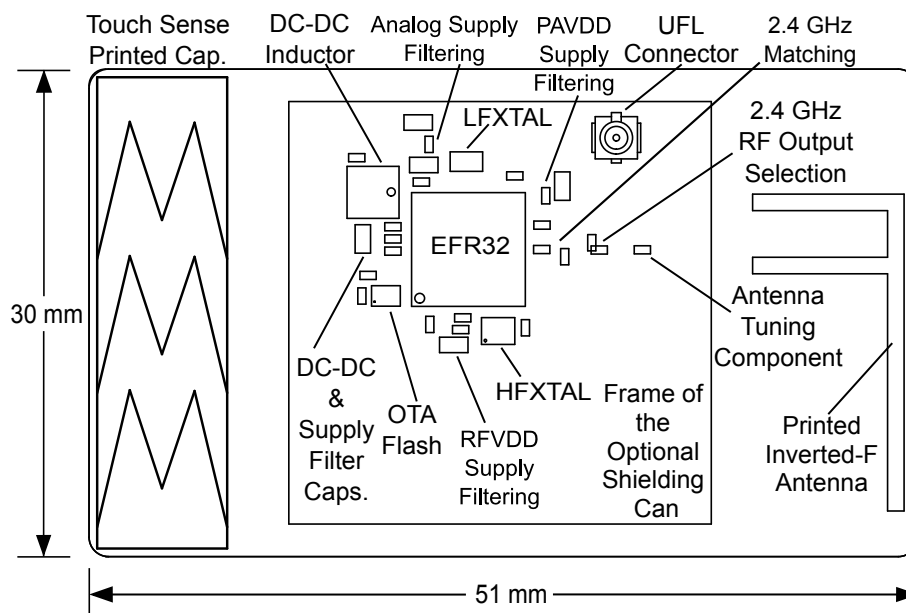 Touch Sense
Printed Cap.
DC-DC
Inductor
Analog Supply
Filtering
PAVDD
Supply
Filtering
UFL
Connector
2.4 GHz
Matching
LFXTAL
2.4 GHz
RF Output
Selection
EFR32
30 mm
Antenna
Tuning
Component
DC-DC
&
Supply
Filter
Caps.
OTA
Flash
HFXTAL
RFVDD
Supply
Filtering
Frame of
the
Optional
Shielding
Can
Printed
Inverted-F
Antenna
51 mm